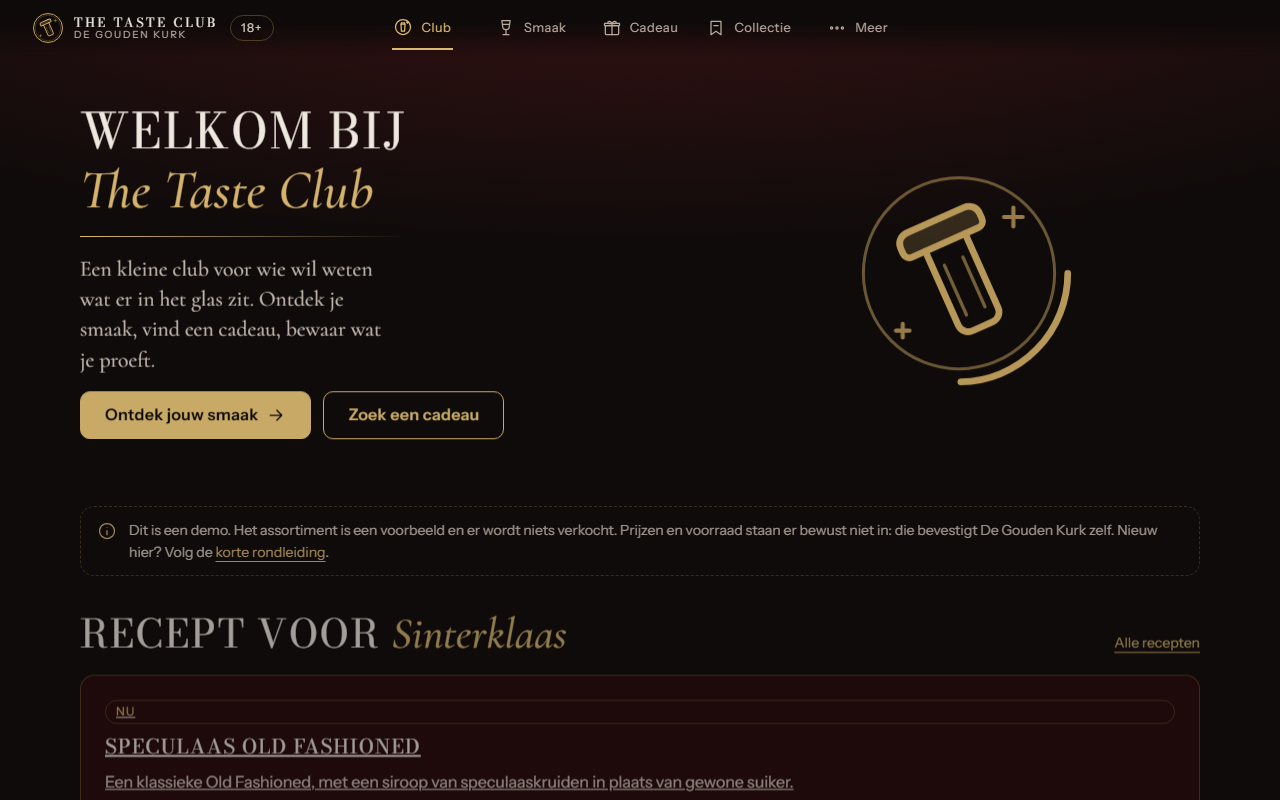 THE TASTE CLUB
DE GOUDEN KURK
18+
Club
Smaak
Cadeau
Collectie
Meer
WELKOM BIJ
The Taste Club
Een kleine club voor wie wil weten
wat er in het glas zit. Ontdek je
smaak, vind een cadeau, bewaar wat
je proeft.
Ontdek jouw smaak →
Zoek een cadeau
Dit is een demo. Het assortiment is een voorbeeld en er wordt niets verkocht. Prijzen en voorraad staan er bewust niet in: die bevestigt De Gouden Kurk zelf. Nieuw
hier? Volg de korte rondleiding.
RECEPT VOOR Sinterklaas
Alle recepten
NU
SPECULAAS OLD FASHIONED
Een klassieke Old Fashioned, met een siroop van speculaaskruiden in plaats van gewone suiker.